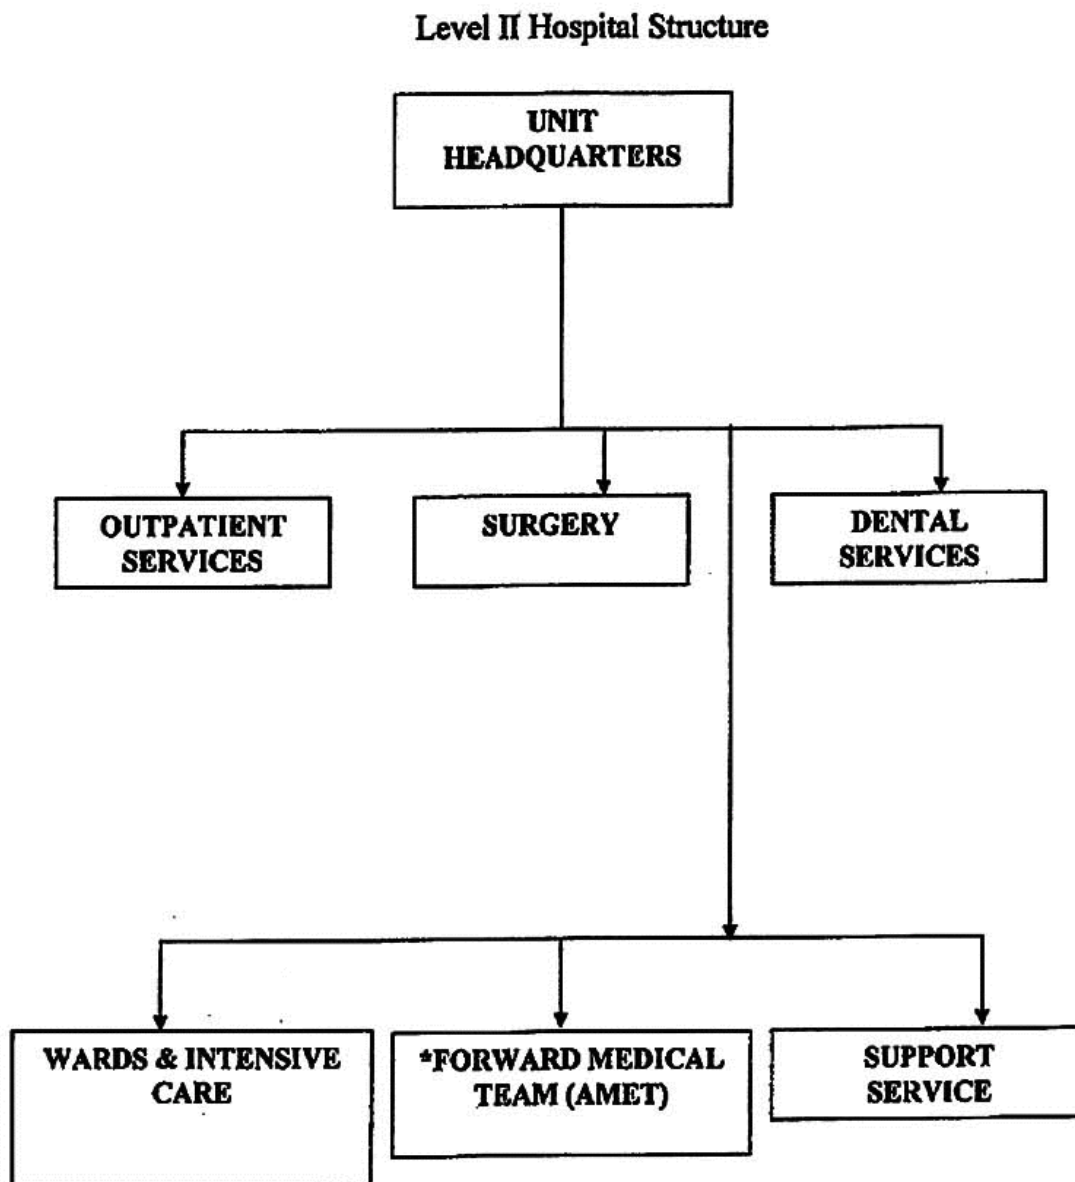 Level II Hospital Structure
UNIT
HEADQUARTERS
OUTPATIENT
SERVICES
SURGERY
DENTAL
SERVICES
WARDS & INTENSIVE
CARE
*FORWARD MEDICAL
TEAM (AMET)
SUPPORT
SERVICE